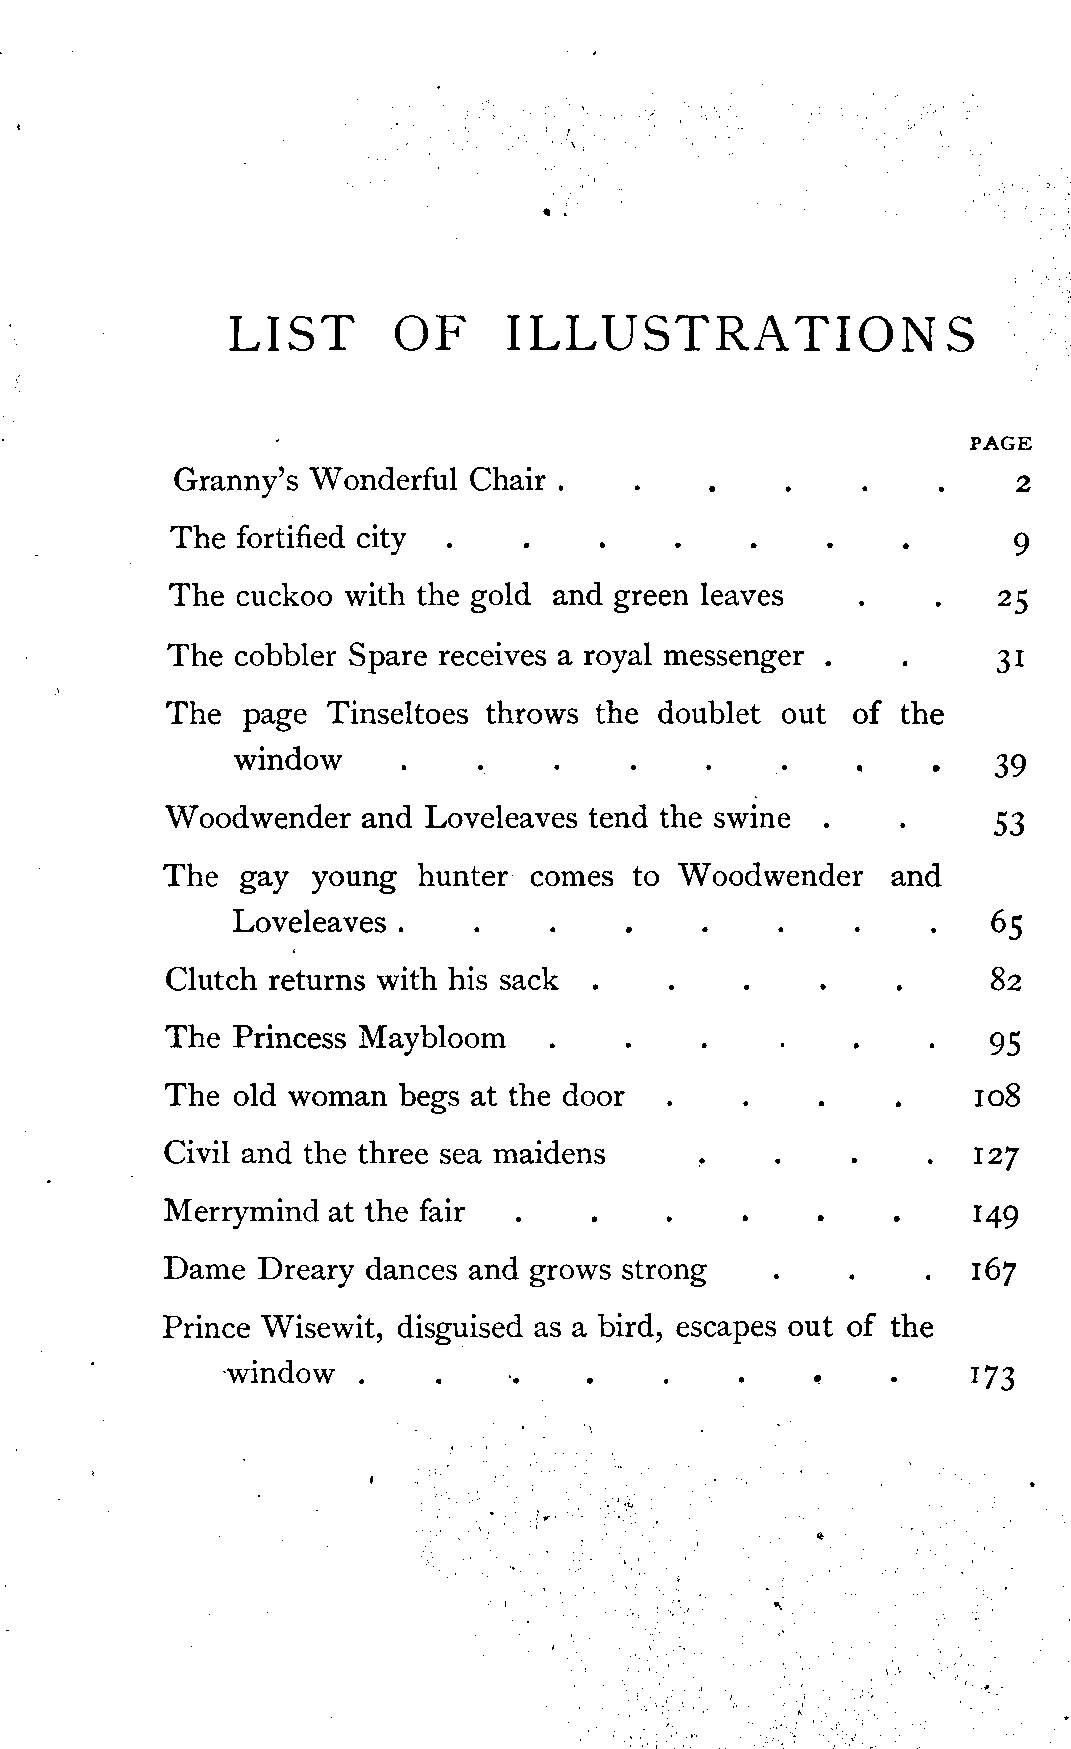 LIST OF ILLUSTRATIONS
PAGE
Granny's Wonderful Chair . . . . . . 2
The fortified city . . . . . . . 9
The cuckoo with the gold and green leaves . . 25
The cobbler Spare receives a royal messenger . . 31
The page Tinseltoes throws the doublet out of the
window . . . . . . . . 39
Woodwender and Loveleaves tend the swine . . 53
The gay young hunter comes to Woodwender and
Loveleaves . . . . . . . . 65
Clutch returns with his sack . . . . . 82
The Princess Maybloom . . . . . . 95
The old woman begs at the door . . . . 108
Civil and the three sea maidens . . . . 127
Merrymind at the fair . . . . . . 149
Dame Dreary dances and grows strong . . . 167
Prince Wisewit, disguised as a bird, escapes out of the
window . . . . . . . . 173